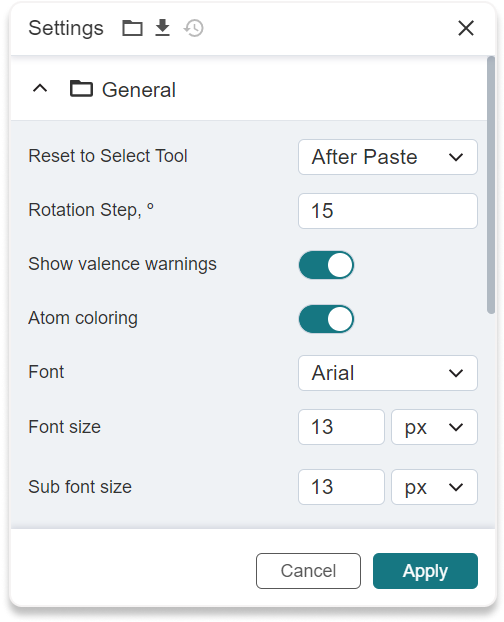 Settings
General
Reset to Select Tool After Paste
Rotation Step, º 15
Show valence warnings
Atom coloring
Font Arial
Font size 13 px
Sub font size 13 px
Cancel Apply